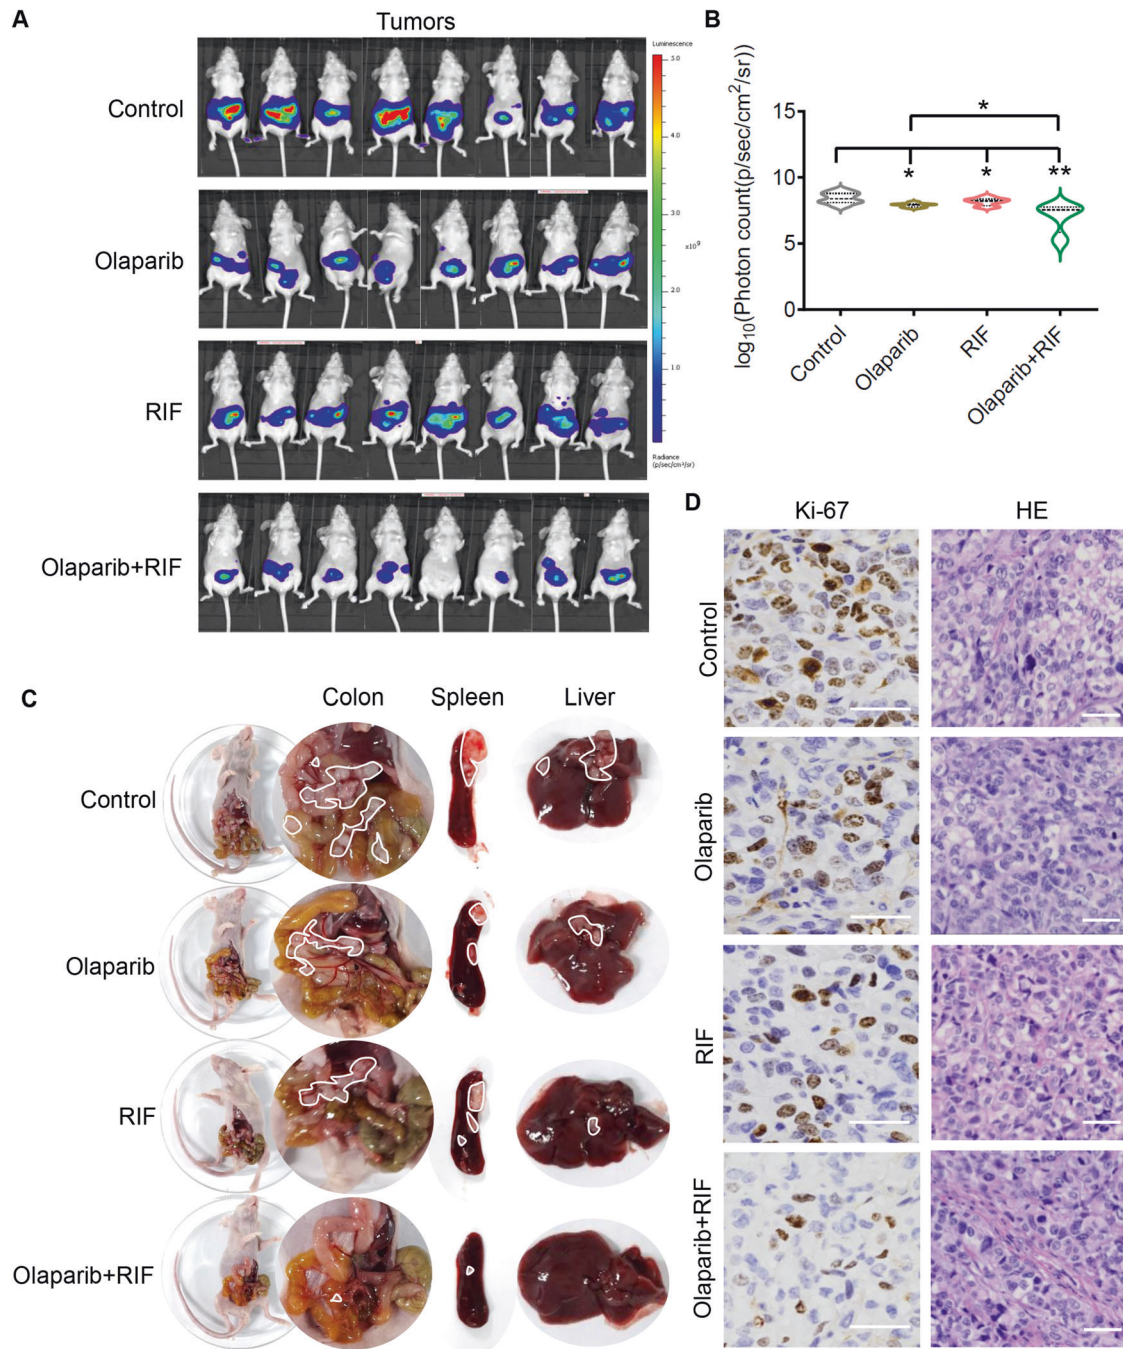 A
Tumors
Control
Olaparib
RIF
Olaparib+RIF
Luminescence
5.0
4.0
3.0
x10⁹
2.0
1.0
Radiance
(p/sec/cm²/sr)
B
log₁₀(Photon count(p/sec/cm²/sr))
15
10
5
0
*
*
*
**
Control
Olaparib
RIF
Olaparib+RIF
C
Colon
Spleen
Liver
Control
Olaparib
RIF
Olaparib+RIF
D
Ki-67
HE
Control
Olaparib
RIF
Olaparib+RIF